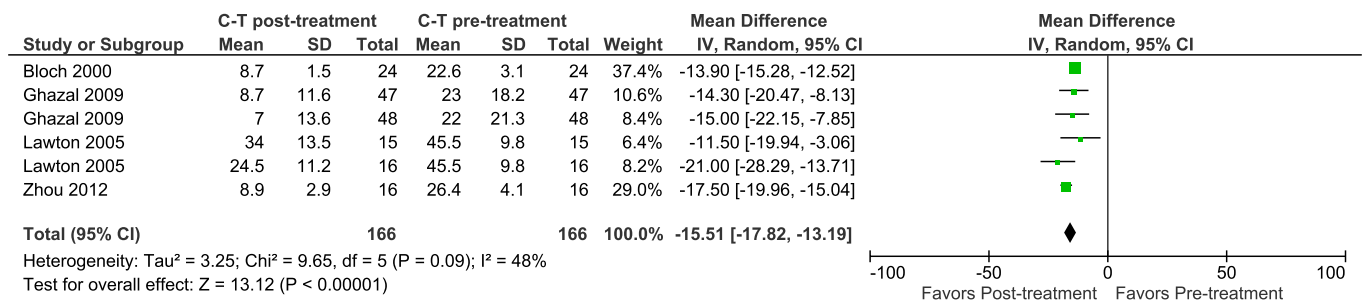 C-T post-treatment C-T pre-treatment Mean Difference Mean Difference
Study or Subgroup Mean SD Total Mean SD Total Weight IV, Random, 95% CI IV, Random, 95% CI
Bloch 2000 8.7 1.5 24 22.6 3.1 24 37.4% -13.90 [-15.28, -12.52]
Ghazal 2009 8.7 11.6 47 23 18.2 47 10.6% -14.30 [-20.47, -8.13]
Ghazal 2009 7 13.6 48 22 21.3 48 8.4% -15.00 [-22.15, -7.85]
Lawton 2005 34 13.5 15 45.5 9.8 15 6.4% -11.50 [-19.94, -3.06]
Lawton 2005 24.5 11.2 16 45.5 9.8 16 8.2% -21.00 [-28.29, -13.71]
Zhou 2012 8.9 2.9 16 26.4 4.1 16 29.0% -17.50 [-19.96, -15.04]
Total (95% CI) 166 166 100.0% -15.51 [-17.82, -13.19]
Heterogeneity: Tau² = 3.25; Chi² = 9.65, df = 5 (P = 0.09); I² = 48%
Test for overall effect: Z = 13.12 (P < 0.00001)
-100 -50 0 50 100
Favors Post-treatment Favors Pre-treatment